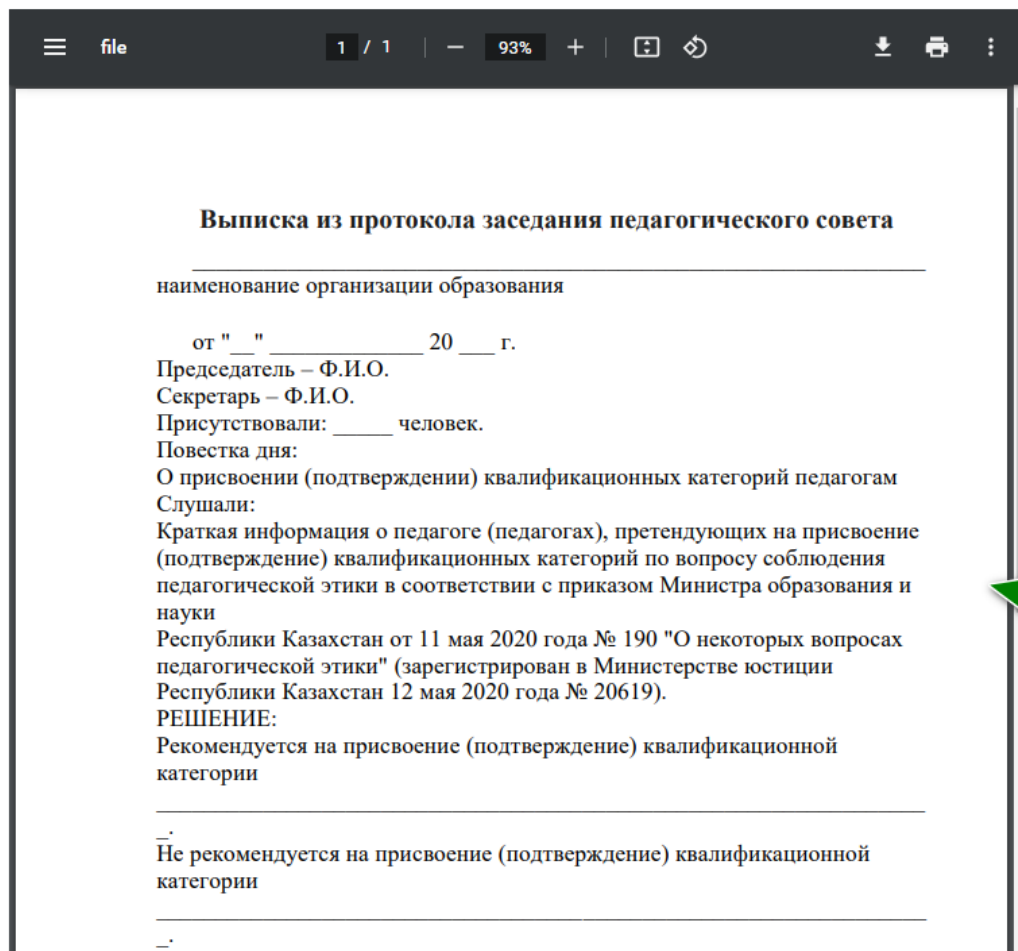 file
1 / 1
93%
Выписка из протокола заседания педагогического совета
_______________________________________________________________
наименование организации образования
от "__" _____________ 20 ___ г.
Председатель – Ф.И.О.
Секретарь – Ф.И.О.
Присутствовали: _____ человек.
Повестка дня:
О присвоении (подтверждении) квалификационных категорий педагогам
Слушали:
Краткая информация о педагоге (педагогах), претендующих на присвоение
(подтверждение) квалификационных категорий по вопросу соблюдения
педагогической этики в соответствии с приказом Министра образования и
науки
Республики Казахстан от 11 мая 2020 года № 190 "О некоторых вопросах
педагогической этики" (зарегистрирован в Министерстве юстиции
Республики Казахстан 12 мая 2020 года № 20619).
РЕШЕНИЕ:
Рекомендуется на присвоение (подтверждение) квалификационной
категории
__________________________________________________________________
_.
Не рекомендуется на присвоение (подтверждение) квалификационной
категории
__________________________________________________________________
_.